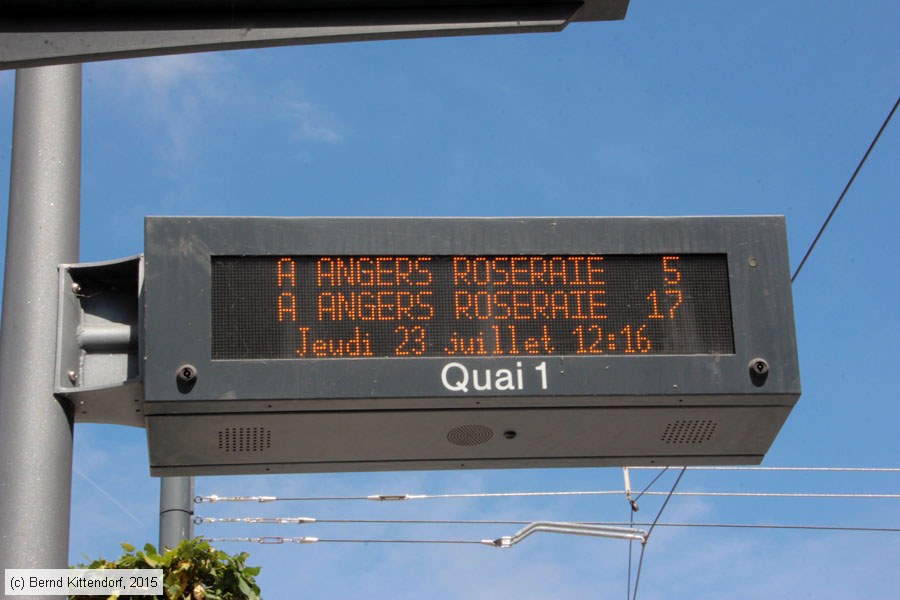 A ANGERS ROSERAIE 5
A ANGERS ROSERAIE 17
Jeudi 23 juillet 12:16
Quai 1
(c) Bernd Kittendorf, 2015